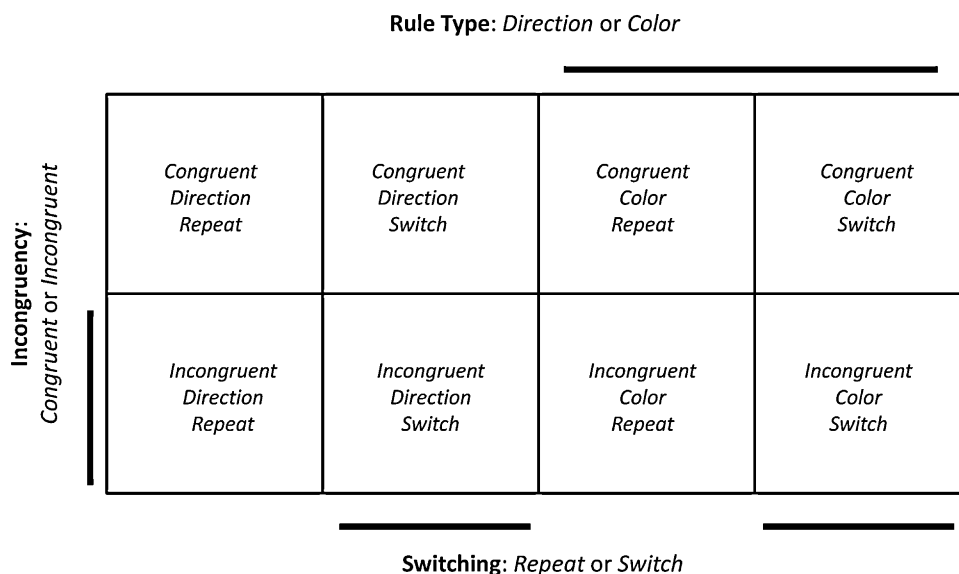 Rule Type: Direction or Color
Incongruency:
Congruent or Incongruent
Congruent
Direction
Repeat
Congruent
Direction
Switch
Congruent
Color
Repeat
Congruent
Color
Switch
Incongruent
Direction
Repeat
Incongruent
Direction
Switch
Incongruent
Color
Repeat
Incongruent
Color
Switch
Switching: Repeat or Switch